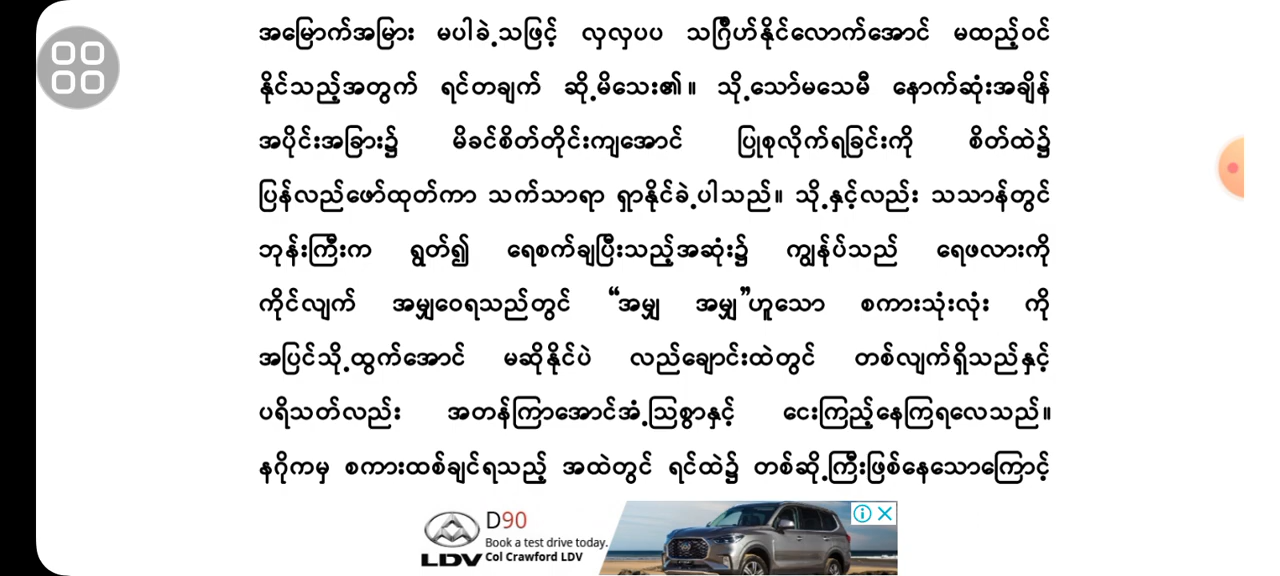 အမြောက်အမြား မပါခဲ့သဖြင့် လှလှပပ သင်္ဂြိုဟ်နိုင်လောက်အောင် မထည့်ဝင်
နိုင်သည့်အတွက် ရင်တချက် ဆို့မိသေး၏။ သို့သော်မသေမီ နောက်ဆုံးအချိန်
အပိုင်းအခြား၌ မိခင်စိတ်တိုင်းကျအောင် ပြုစုလိုက်ရခြင်းကို စိတ်ထဲ၌
ပြန်လည်ဖော်ထုတ်ကာ သက်သာရာ ရှာနိုင်ခဲ့ပါသည်။ သို့နှင့်လည်း သသာန်တွင်
ဘုန်းကြီးက ရွတ်၍ ရေစက်ချပြီးသည့်အဆုံး၌ ကျွန်ုပ်သည် ရေဖလားကို
ကိုင်လျက် အမျှဝေရသည်တွင် “အမျှ အမျှ”ဟူသော စကားသုံးလုံး ကို
အပြင်သို့ထွက်အောင် မဆိုနိုင်ပဲ လည်ချောင်းထဲတွင် တစ်လျက်ရှိသည်နှင့်
ပရိသတ်လည်း အတန်ကြာအောင်အံ့သြစွာနှင့် ငေးကြည့်နေကြရလေသည်။
နဂိုကမှ စကားထစ်ချင်ရသည့် အထဲတွင် ရင်ထဲ၌ တစ်ဆို့ကြီးဖြစ်နေသောကြောင့်
D90
Book a test drive today.
LDV Col Crawford LDV